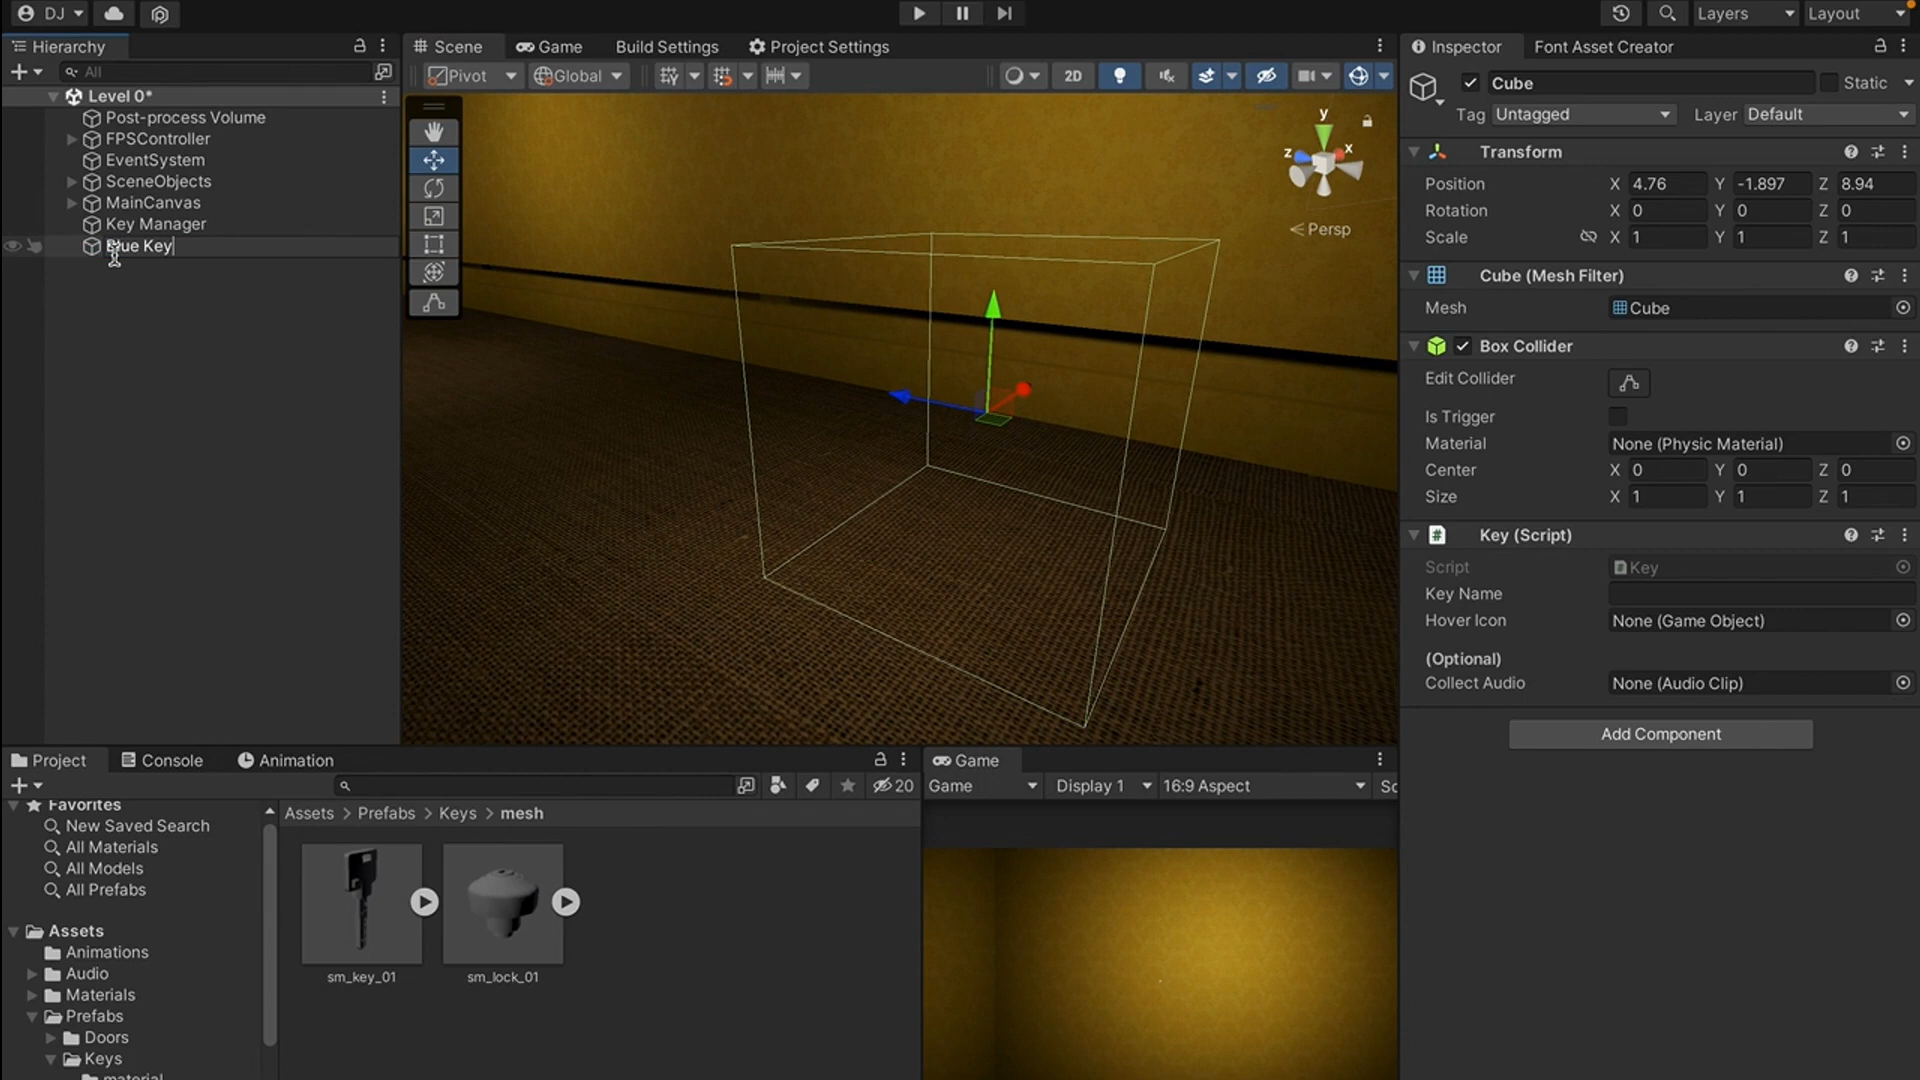 DJ
Layers
Layout
Hierarchy
All
Level 0*
Post-process Volume
FPSController
EventSystem
SceneObjects
MainCanvas
Key Manager
Blue Key
Scene
Game
Build Settings
Project Settings
Pivot
Global
2D
y
x
z
Persp
Inspector
Font Asset Creator
Cube
Static
Tag
Untagged
Layer
Default
Transform
Position X 4.76 Y -1.897 Z 8.94
Rotation X 0 Y 0 Z 0
Scale X 1 Y 1 Z 1
Cube (Mesh Filter)
Mesh Cube
Box Collider
Edit Collider
Is Trigger
Material None (Physic Material)
Center X 0 Y 0 Z 0
Size X 1 Y 1 Z 1
# Key (Script)
Script Key
Key Name
Hover Icon None (Game Object)
(Optional)
Collect Audio None (Audio Clip)
Add Component
Project
Console
Animation
20
Favorites
New Saved Search
All Materials
All Models
All Prefabs
Assets
Animations
Audio
Materials
Prefabs
Doors
Keys
material
Assets > Prefabs > Keys > mesh
sm_key_01
sm_lock_01
Game
Game
Display 1
16:9 Aspect
Sc